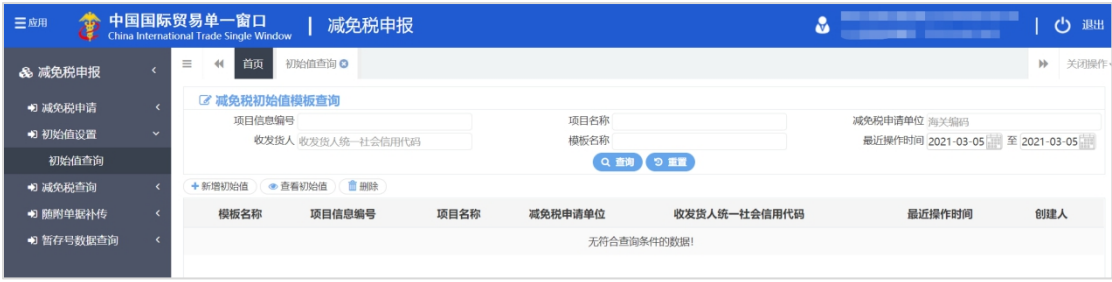 应用 中国国际贸易单一窗口 减免税申报 退出
China International Trade Single Window
减免税申报
首页 初始值查询 关闭操作
减免税申请
初始值设置
初始值查询
减免税查询
随附单据补传
暂存号数据查询
减免税初始值模板查询
项目信息编号 项目名称 减免税申请单位 海关编码
收发货人 收发货人统一社会信用代码 模板名称 最近操作时间 2021-03-05 至 2021-03-05
查询 重置
新增初始值 查看初始值 删除
模板名称 项目信息编号 项目名称 减免税申请单位 收发货人统一社会信用代码 最近操作时间 创建人
无符合查询条件的数据!